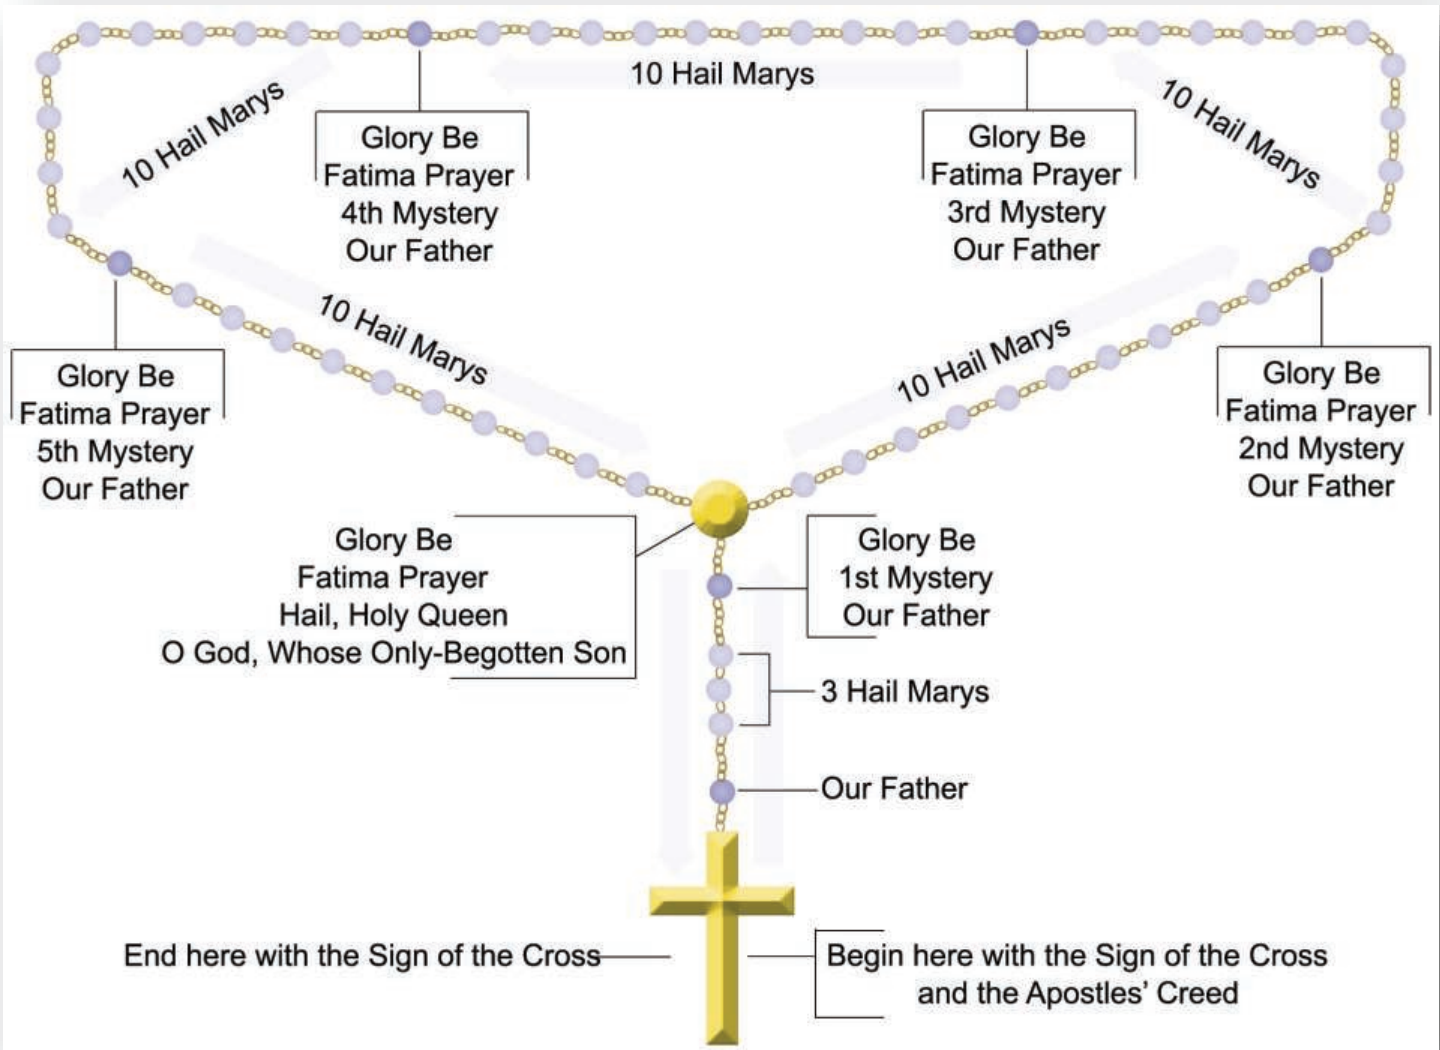 10 Hail Marys
10 Hail Marys
10 Hail Marys
Glory Be
Fatima Prayer
4th Mystery
Our Father
Glory Be
Fatima Prayer
3rd Mystery
Our Father
10 Hail Marys
10 Hail Marys
Glory Be
Fatima Prayer
5th Mystery
Our Father
Glory Be
Fatima Prayer
2nd Mystery
Our Father
Glory Be
Fatima Prayer
Hail, Holy Queen
O God, Whose Only-Begotten Son
Glory Be
1st Mystery
Our Father
3 Hail Marys
Our Father
End here with the Sign of the Cross
Begin here with the Sign of the Cross
and the Apostles’ Creed